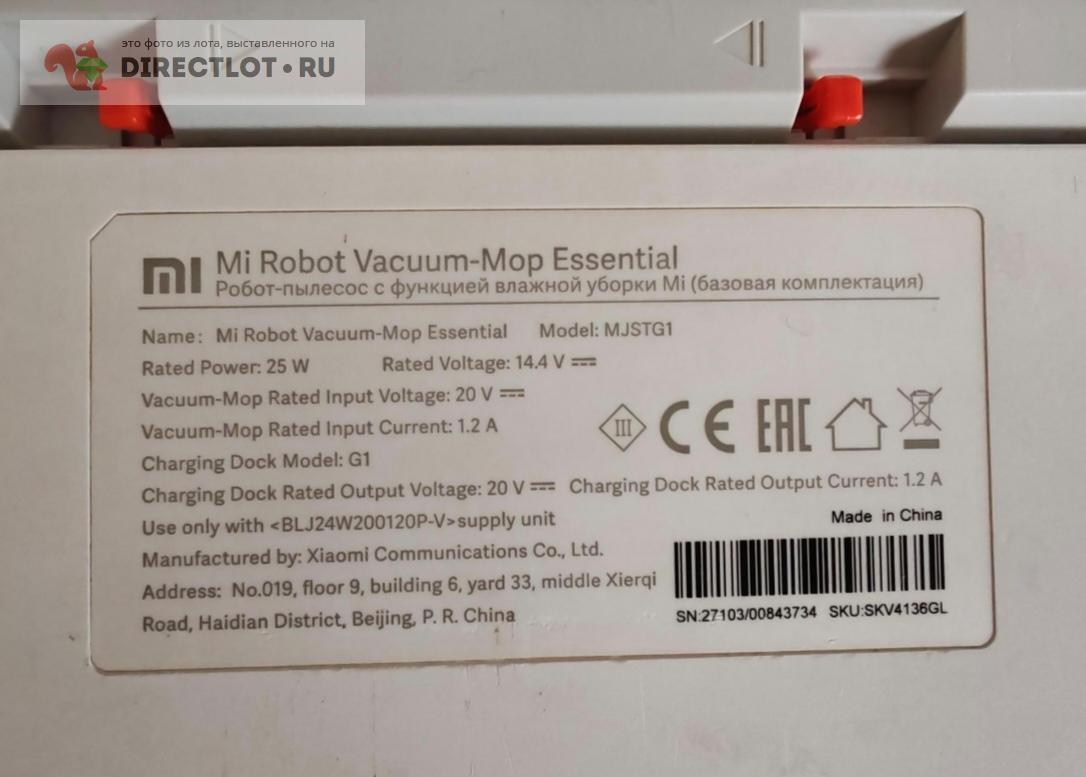 это фото из лота, выставленного на
DIRECTLOT•RU
mi Mi Robot Vacuum-Mop Essential
Робот-пылесос с функцией влажной уборки Mi (базовая комплектация)
Name: Mi Robot Vacuum-Mop Essential Model: MJSTG1
Rated Power: 25 W Rated Voltage: 14.4 V
Vacuum-Mop Rated Input Voltage: 20 V
Vacuum-Mop Rated Input Current: 1.2 A
III CE EAC
Charging Dock Model: G1
Charging Dock Rated Output Voltage: 20 V Charging Dock Rated Output Current: 1.2 A
Use only with <BLJ24W200120P-V>supply unit
Made in China
Manufactured by: Xiaomi Communications Co., Ltd.
Address: No.019, floor 9, building 6, yard 33, middle Xierqi
Road, Haidian District, Beijing, P. R. China
SN:27103/00843734 SKU:SKV4136GL